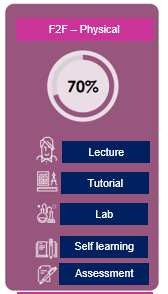 F2F – Physical
70%
Lecture
Tutorial
Lab
Self learning
Assessment